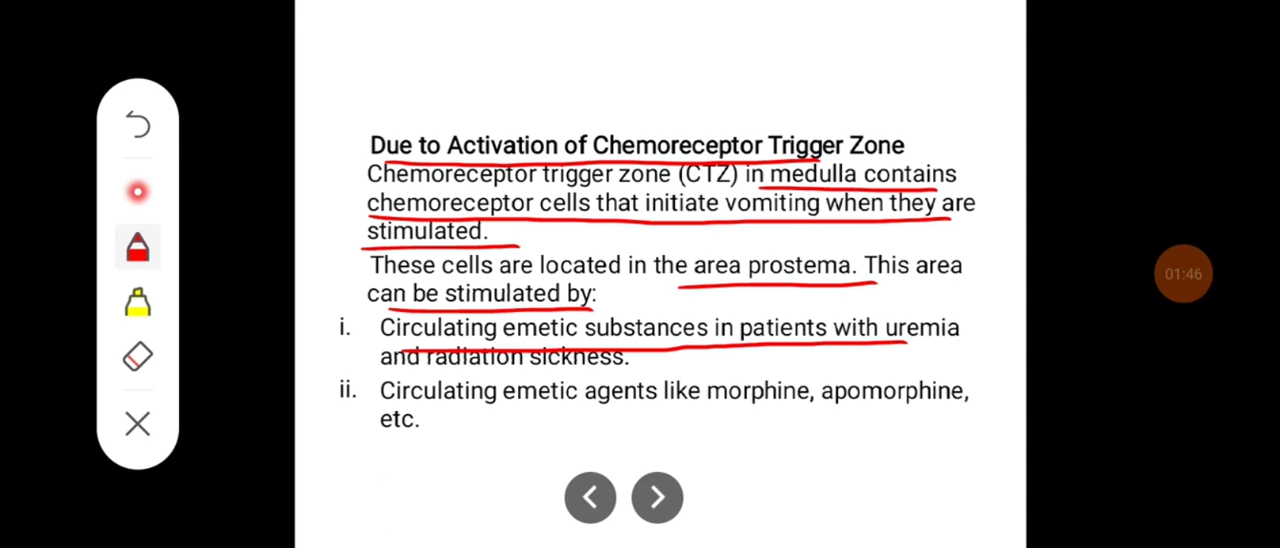 Due to Activation of Chemoreceptor Trigger Zone
Chemoreceptor trigger zone (CTZ) in medulla contains
chemoreceptor cells that initiate vomiting when they are
stimulated.
These cells are located in the area prostema. This area
can be stimulated by:
i. Circulating emetic substances in patients with uremia
and radiation sickness.
ii. Circulating emetic agents like morphine, apomorphine,
etc.
01:46